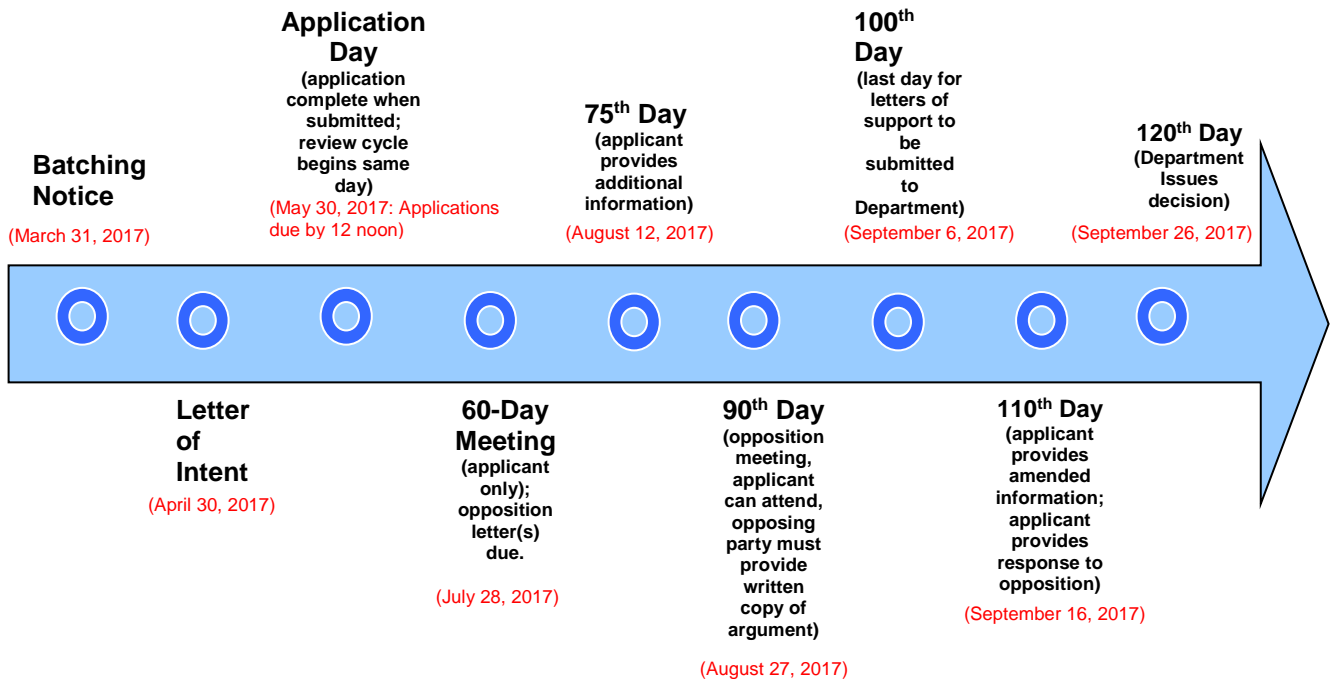 Batching
Notice
(March 31, 2017)
Letter
of
Intent
(April 30, 2017)
Application
Day
(application
complete when
submitted;
review cycle
begins same
day)
(May 30, 2017: Applications
due by 12 noon)
60-Day
Meeting
(applicant
only);
opposition
letter(s)
due.
(July 28, 2017)
75th Day
(applicant
provides
additional
information)
(August 12, 2017)
90th Day
(opposition
meeting,
applicant
can attend,
opposing
party must
provide
written
copy of
argument)
(August 27, 2017)
100th
Day
(last day for
letters of
support to
be
submitted
to
Department)
(September 6, 2017)
110th Day
(applicant
provides
amended
information;
applicant
provides
response to
opposition)
(September 16, 2017)
120th Day
(Department
Issues
decision)
(September 26, 2017)